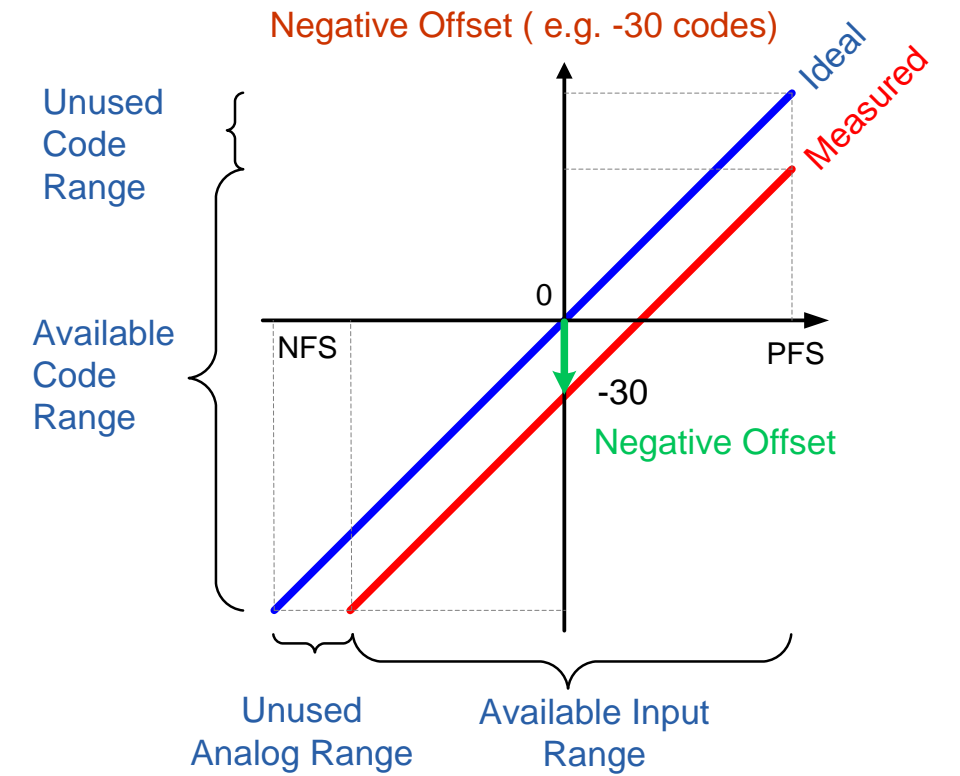 Negative Offset ( e.g. -30 codes)
Ideal
Measured
Unused
Code
Range
0
NFS
PFS
Available
Code
Range
-30
Negative Offset
Unused
Analog Range
Available Input
Range